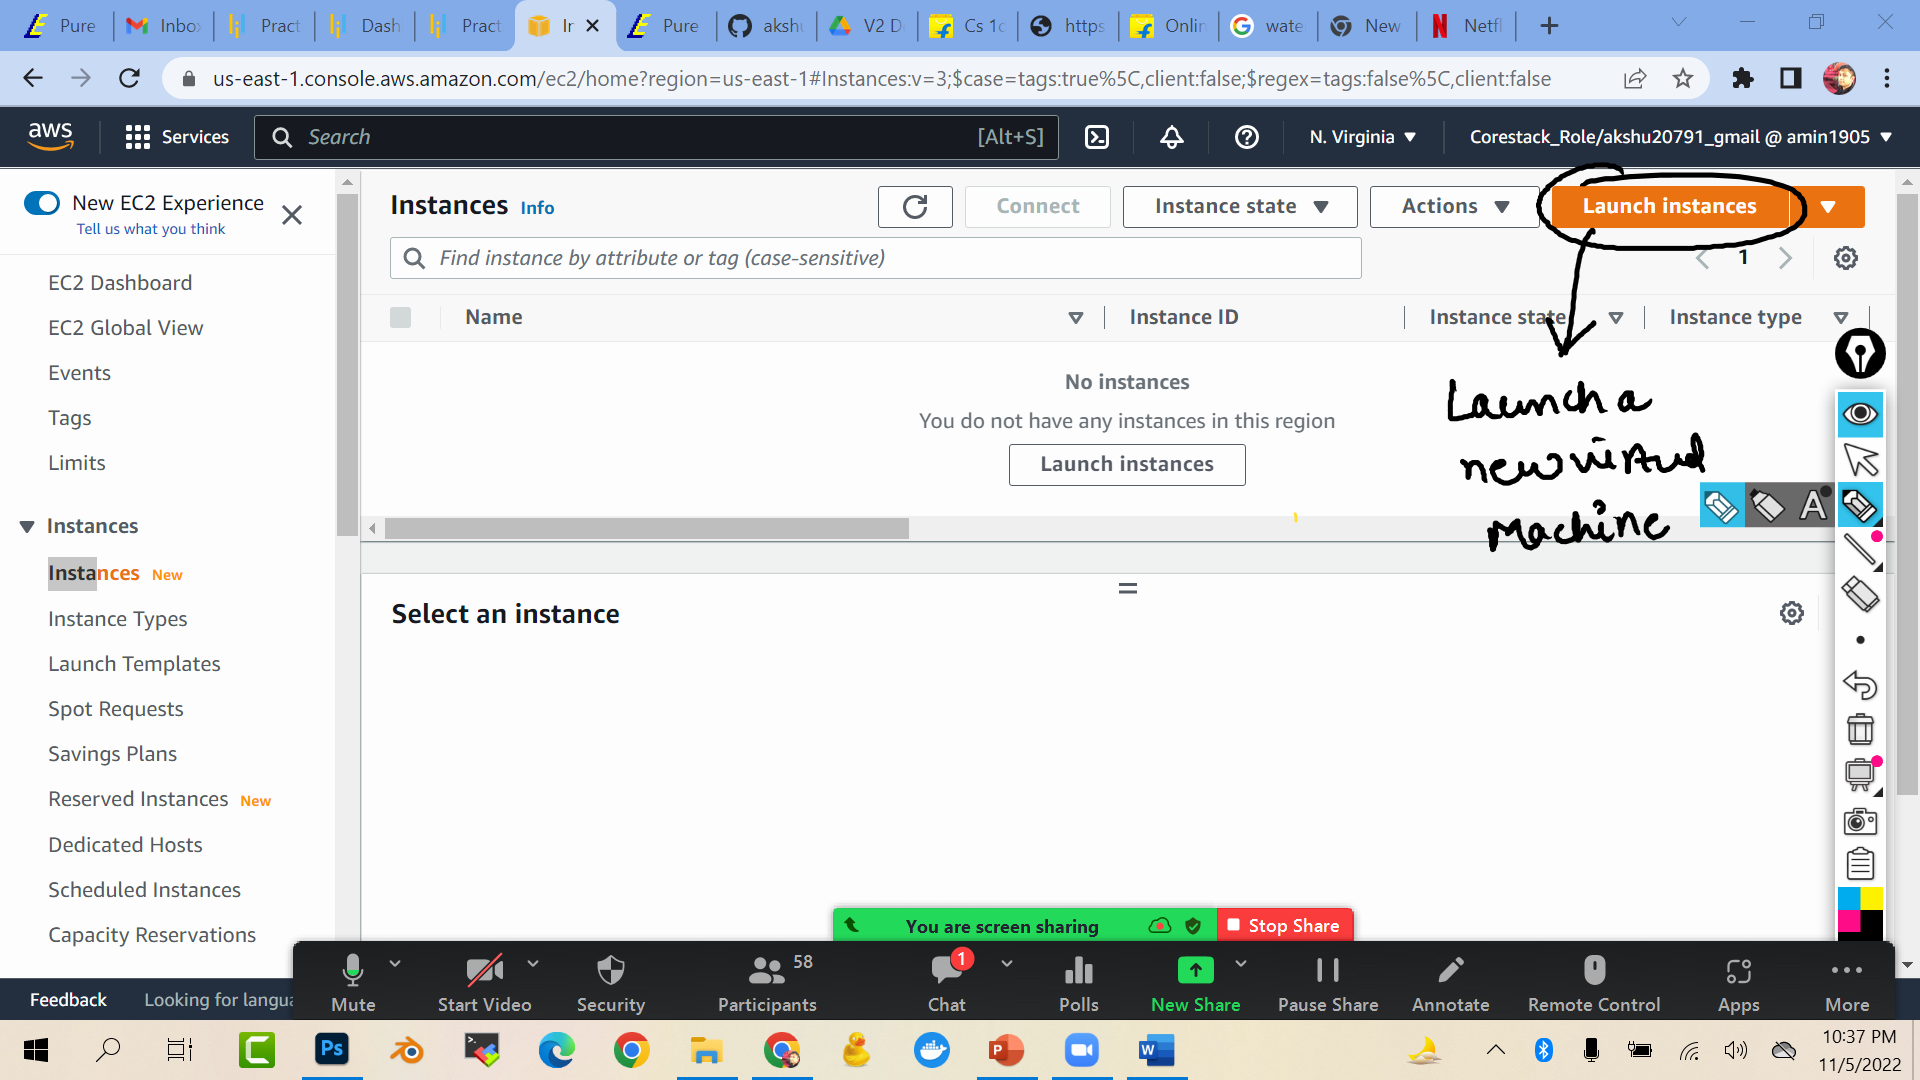 Pure
Inbo
Pract
Dash
Pract
In
Pure
akshu
V2 D
Cs 1c
https
Onlin
wate
New
Netfl
us-east-1.console.aws.amazon.com/ec2/home?region=us-east-1#Instances:v=3;$case=tags:true%5C,client:false;$regex=tags:false%5C,client:false
aws
Services
Search
[Alt+S]
N. Virginia
Corestack_Role/akshu20791_gmail @ amin1905
New EC2 Experience
Tell us what you think
EC2 Dashboard
EC2 Global View
Events
Tags
Limits
Instances
Instances New
Instance Types
Launch Templates
Spot Requests
Savings Plans
Reserved Instances New
Dedicated Hosts
Scheduled Instances
Capacity Reservations
Instances Info
Connect
Instance state
Actions
Launch instances
Find instance by attribute or tag (case-sensitive)
1
Name
Instance ID
Instance state
Instance type
No instances
You do not have any instances in this region
Launch instances
Launch a
new virtual
Machine
A
Select an instance
You are screen sharing
Stop Share
Feedback
Looking for langua
Mute
Start Video
Security
Participants
58
Chat
1
Polls
New Share
Pause Share
Annotate
Remote Control
Apps
More
Ps
P
W
10:37 PM
11/5/2022